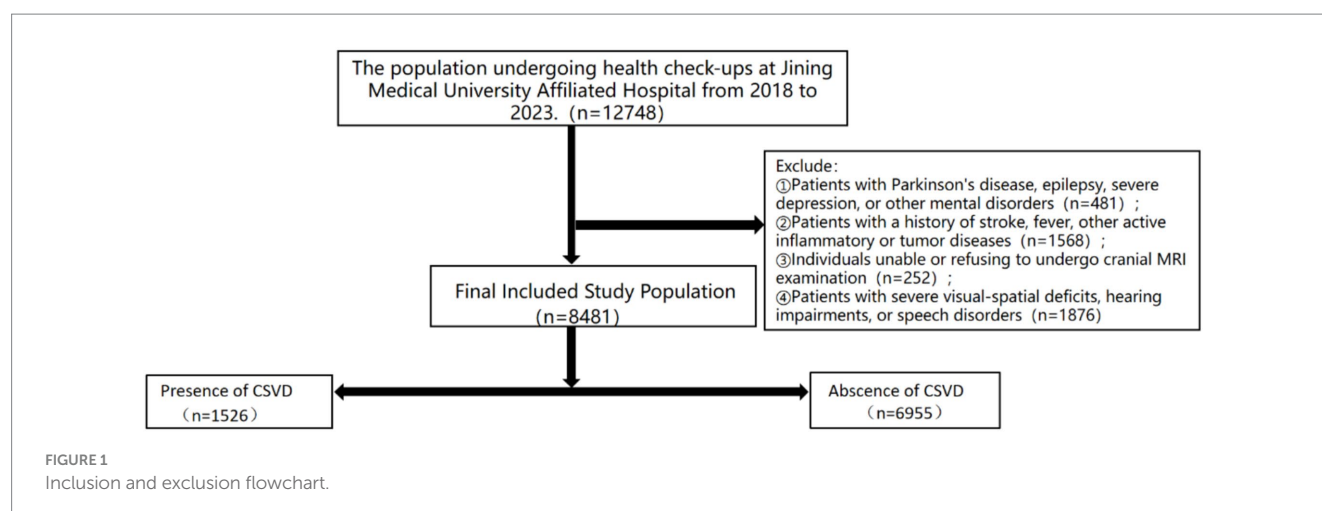 The population undergoing health check-ups at Jining
Medical University Affiliated Hospital from 2018 to
2023.（n=12748)
Exclude：
①Patients with Parkinson's disease, epilepsy, severe
depression, or other mental disorders (n=481) ；
②Patients with a history of stroke, fever, other active
inflammatory or tumor diseases (n=1568) ；
③Individuals unable or refusing to undergo cranial MRI
examination (n=252) ；
④Patients with severe visual-spatial deficits, hearing
impairments, or speech disorders (n=1876)
Final Included Study Population
(n=8481)
Presence of CSVD
（n=1526）
Abscence of CSVD
（n=6955）
FIGURE 1
Inclusion and exclusion flowchart.